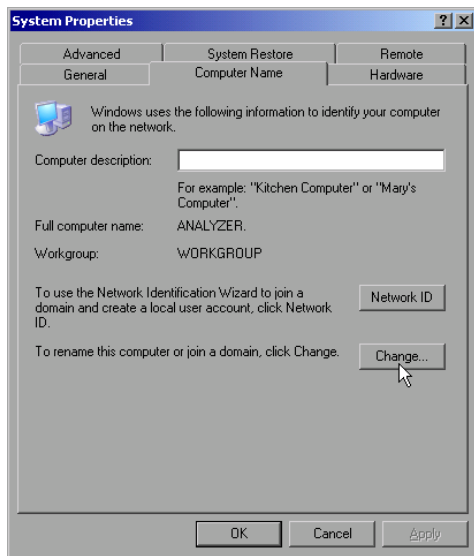 System Properties
Advanced
System Restore
Remote
General
Computer Name
Hardware
Windows uses the following information to identify your computer
on the network.
Computer description:
For example: "Kitchen Computer" or "Mary's
Computer".
Full computer name:
ANALYZER.
Workgroup:
WORKGROUP
To use the Network Identification Wizard to join a
domain and create a local user account, click Network
ID.
Network ID
To rename this computer or join a domain, click Change.
Change...
OK
Cancel
Apply